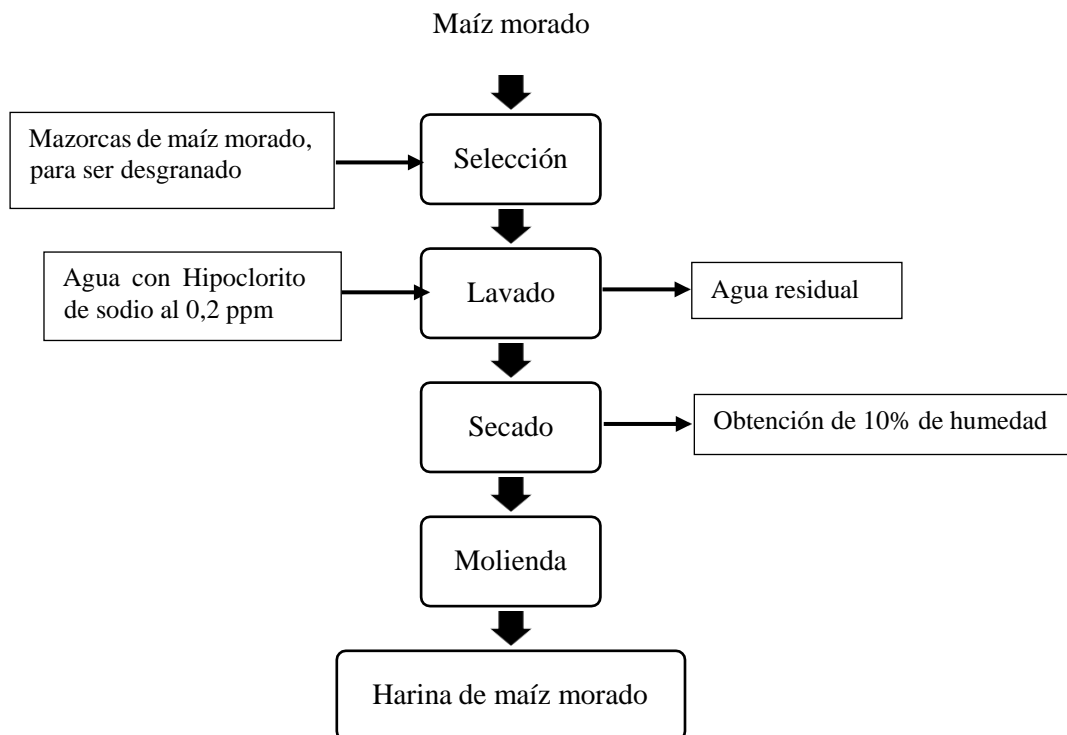 Maíz morado
Mazorcas de maíz morado,
para ser desgranado
Selección
Agua con Hipoclorito
de sodio al 0,2 ppm
Lavado
Agua residual
Secado
Obtención de 10% de humedad
Molienda
Harina de maíz morado